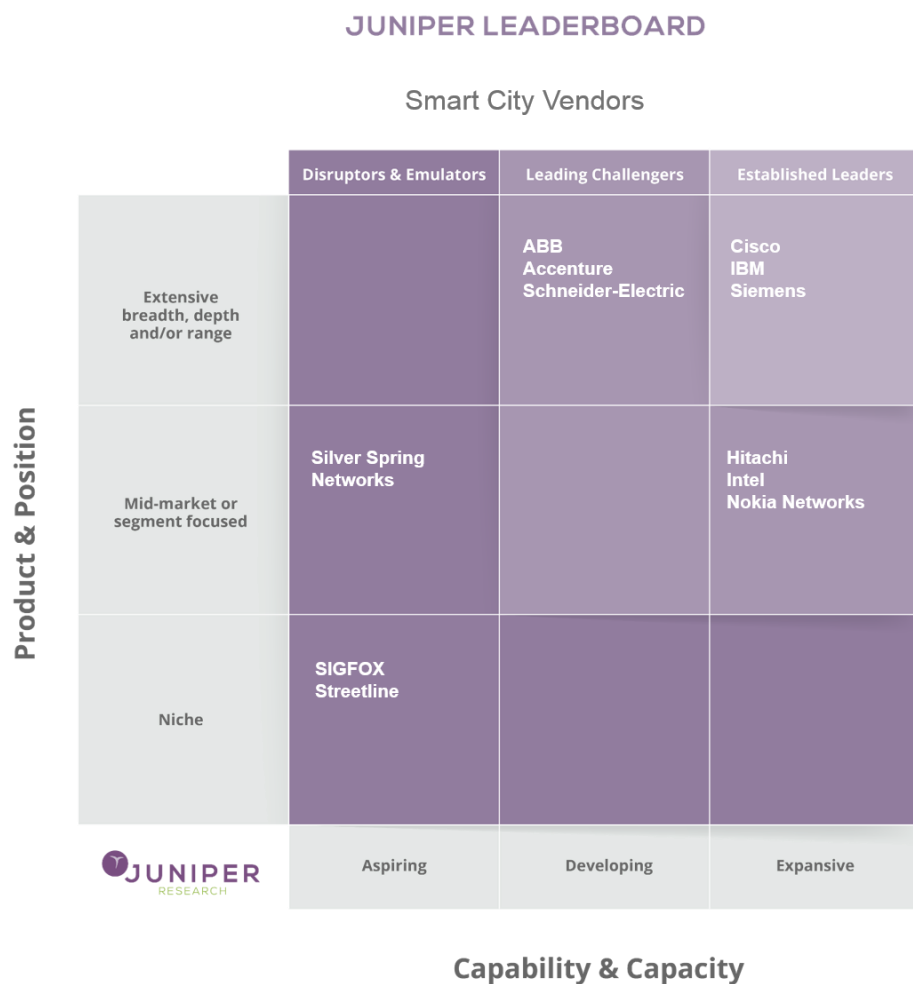 JUNIPER LEADERBOARD
Smart City Vendors
Disruptors & Emulators
Leading Challengers
Established Leaders
Product & Position
Extensive
breadth, depth
and/or range
ABB
Accenture
Schneider-Electric
Cisco
IBM
Siemens
Mid-market or
segment focused
Silver Spring
Networks
Hitachi
Intel
Nokia Networks
Niche
SIGFOX
Streetline
JUNIPER
RESEARCH
Aspiring
Developing
Expansive
Capability & Capacity